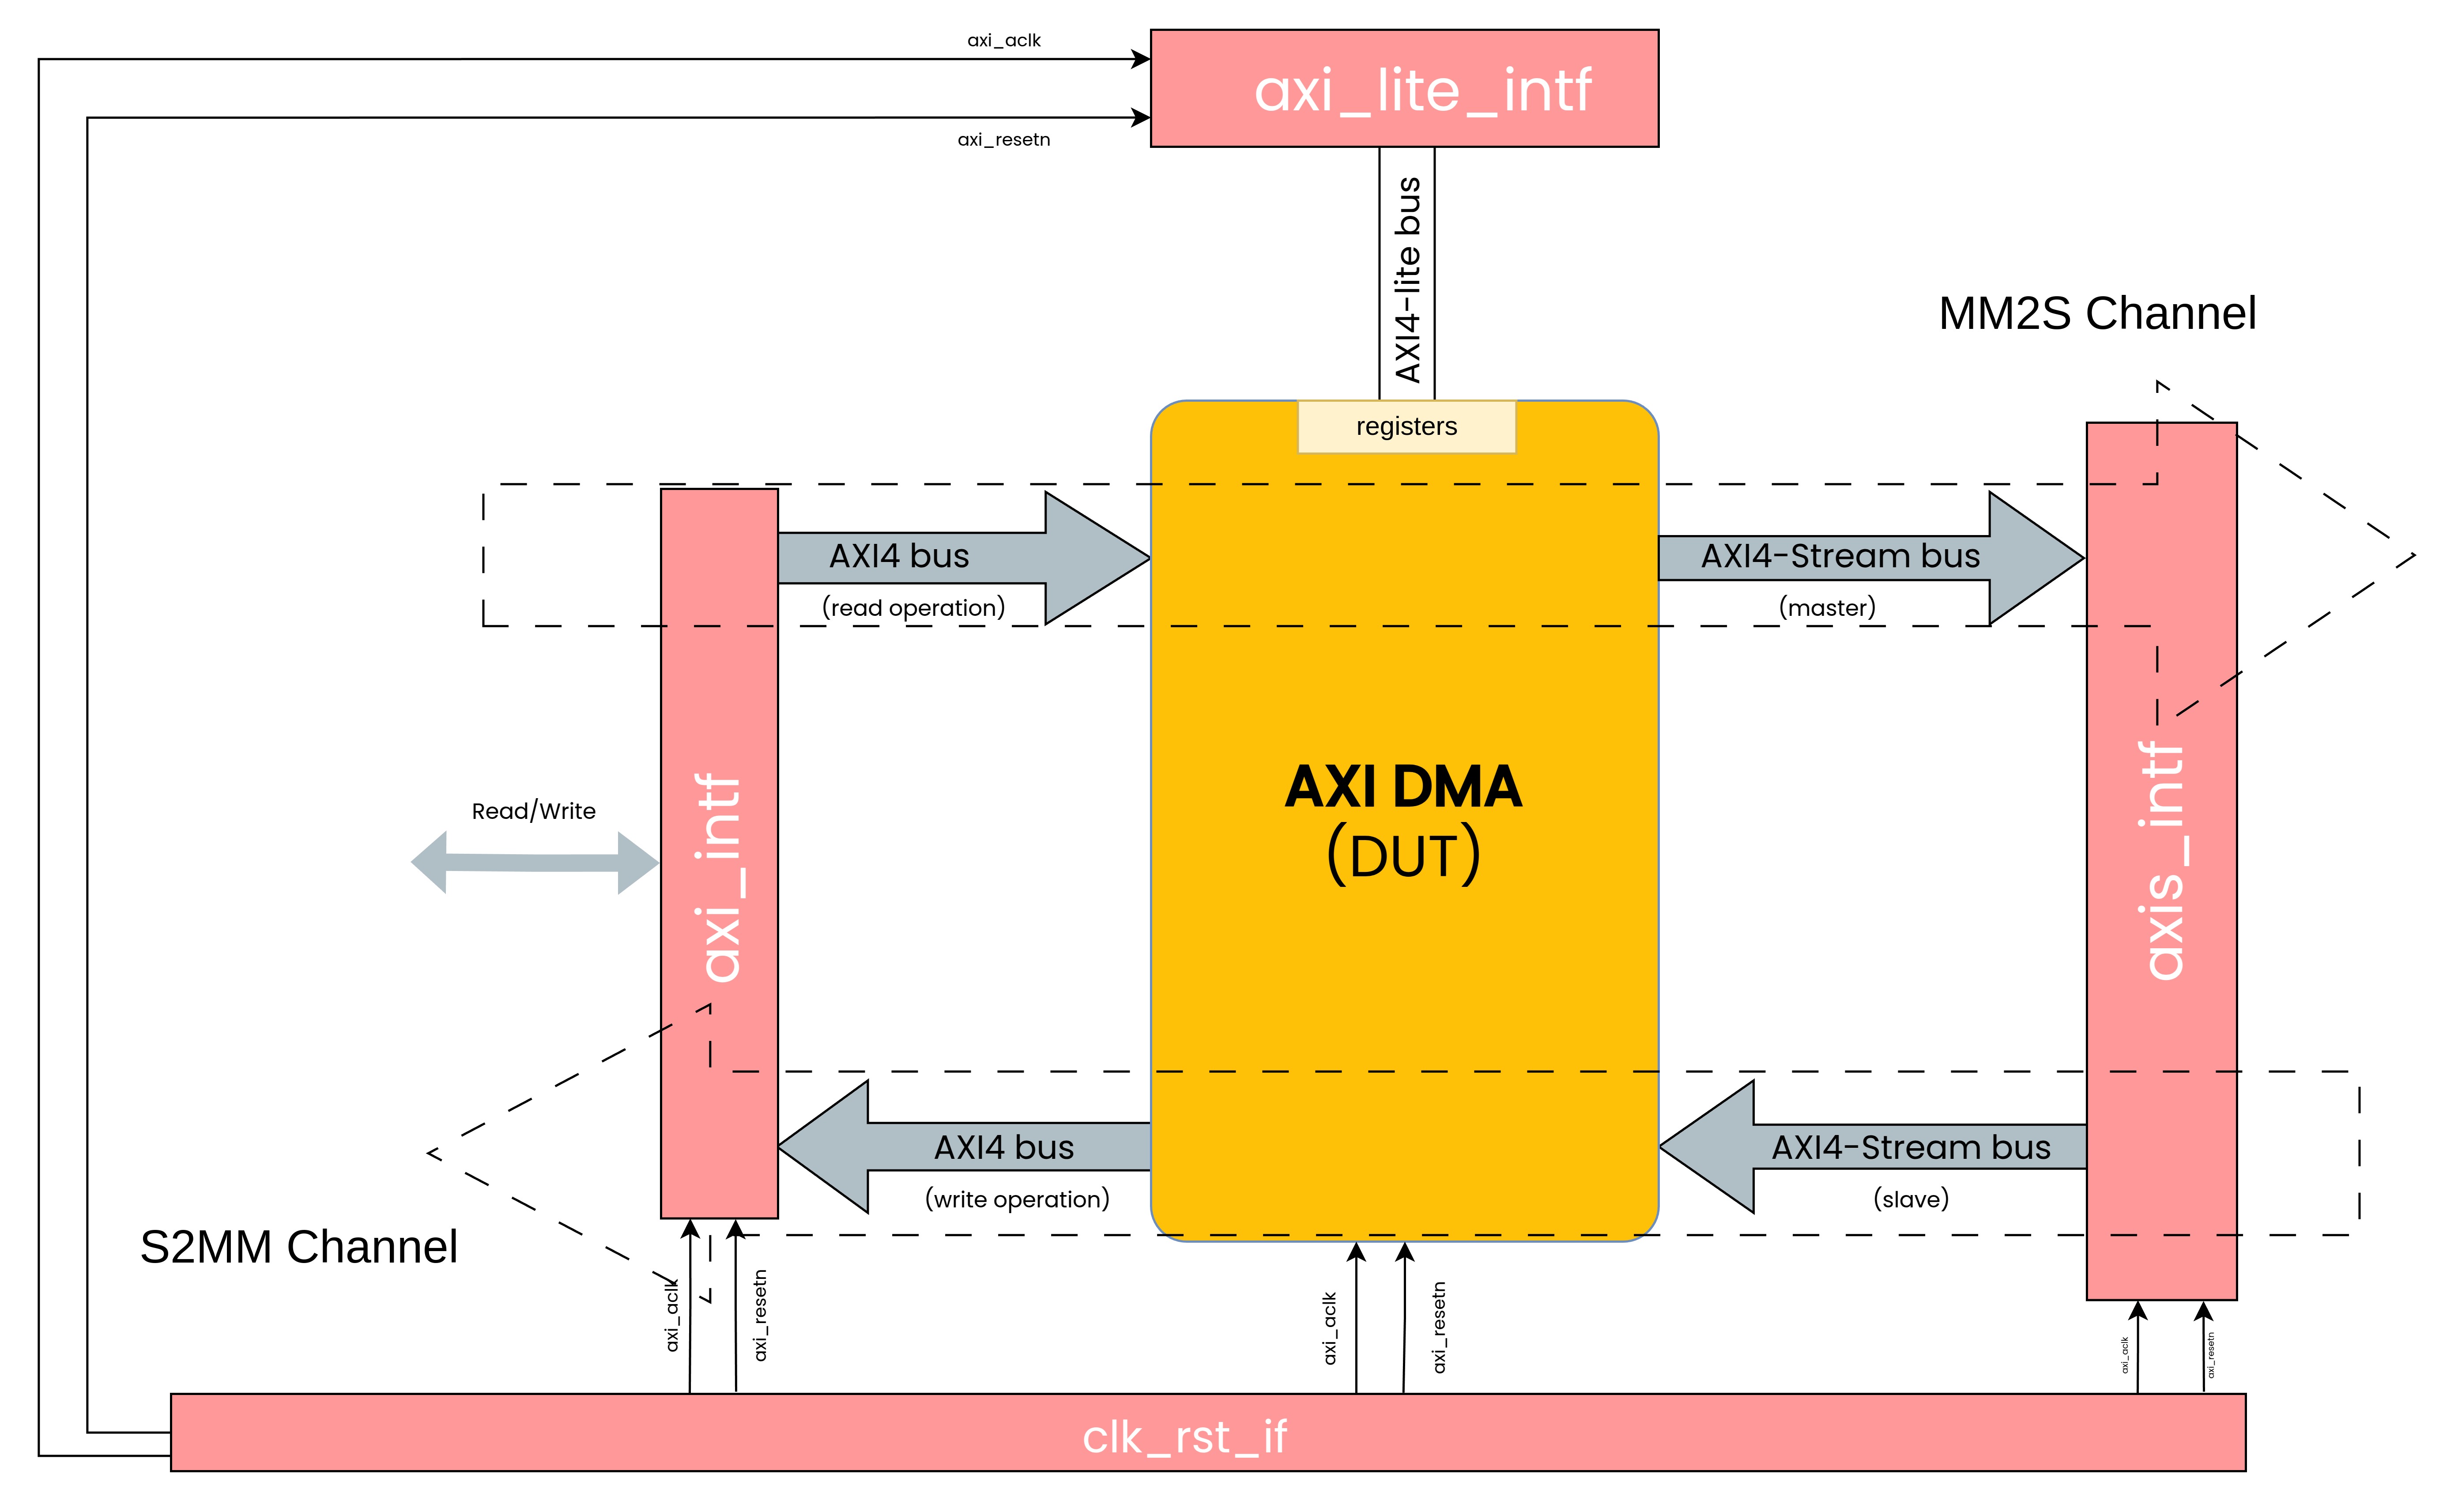 axi_aclk
axi_lite_intf
axi_resetn
AXI4-lite bus
MM2S Channel
registers
AXI4 bus
(read operation)
AXI4-Stream bus
(master)
Read/Write
axi_intf
AXI DMA
(DUT)
axis_intf
AXI4 bus
(write operation)
AXI4-Stream bus
(slave)
S2MM Channel
axi_aclk
axi_resetn
axi_aclk
axi_resetn
axi_aclk
axi_resetn
clk_rst_if